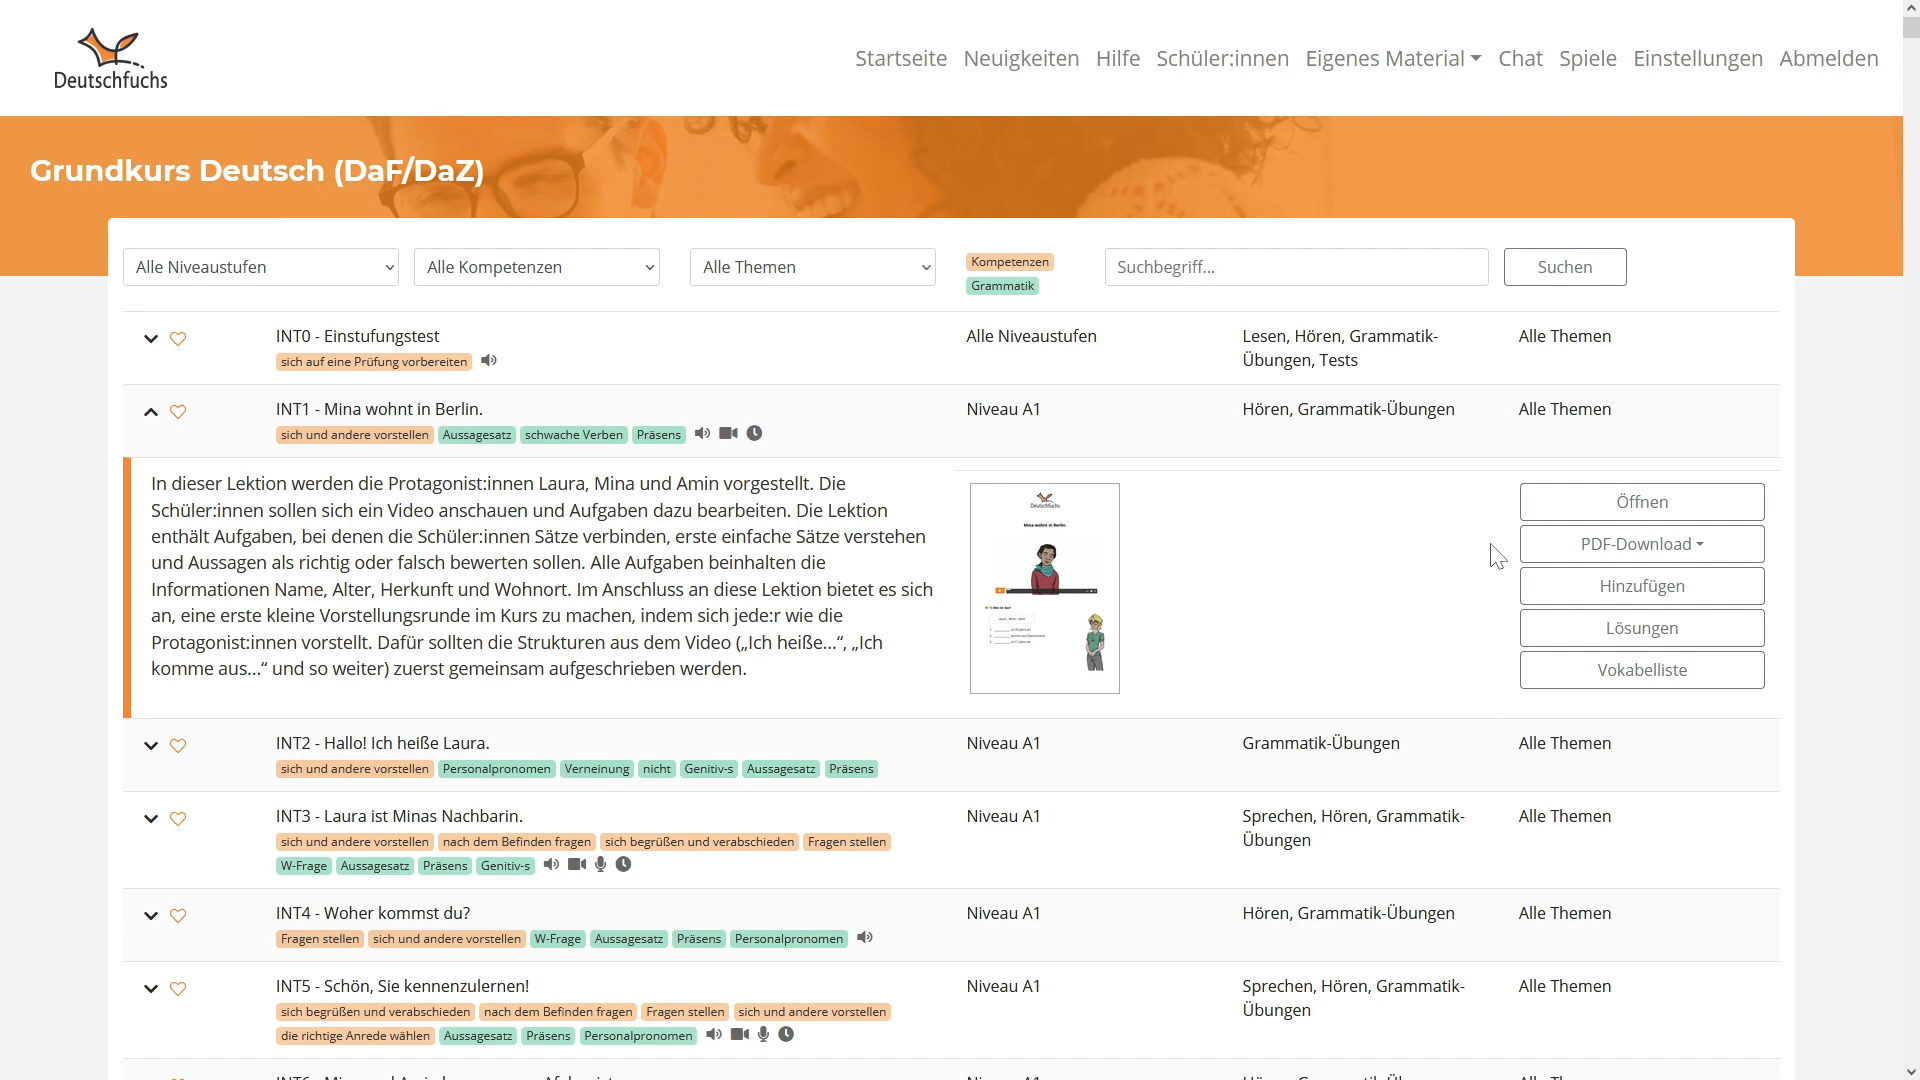 Deutschfuchs
Startseite Neuigkeiten Hilfe Schüler:innen Eigenes Material Chat Spiele Einstellungen Abmelden
Grundkurs Deutsch (DaF/DaZ)
Alle Niveaustufen Alle Kompetenzen Alle Themen Kompetenzen Suchbegriff... Suchen
Grammatik
INT0 - Einstufungstest Alle Niveaustufen Lesen, Hören, Grammatik- Alle Themen
sich auf eine Prüfung vorbereiten Übungen, Tests
INT1 - Mina wohnt in Berlin. Niveau A1 Hören, Grammatik-Übungen Alle Themen
sich und andere vorstellen Aussagesatz schwache Verben Präsens
In dieser Lektion werden die Protagonist:innen Laura, Mina und Amin vorgestellt. Die
Schüler:innen sollen sich ein Video anschauen und Aufgaben dazu bearbeiten. Die Lektion
enthält Aufgaben, bei denen die Schüler:innen Sätze verbinden, erste einfache Sätze verstehen
und Aussagen als richtig oder falsch bewerten sollen. Alle Aufgaben beinhalten die
Informationen Name, Alter, Herkunft und Wohnort. Im Anschluss an diese Lektion bietet es sich
an, eine erste kleine Vorstellungsrunde im Kurs zu machen, indem sich jede:r wie die
Protagonist:innen vorstellt. Dafür sollten die Strukturen aus dem Video („Ich heiße...“, „Ich
komme aus...“ und so weiter) zuerst gemeinsam aufgeschrieben werden.
Deutschfuchs
Mina wohnt in Berlin.
Öffnen
PDF-Download
Hinzufügen
Lösungen
Vokabelliste
INT2 - Hallo! Ich heiße Laura. Niveau A1 Grammatik-Übungen Alle Themen
sich und andere vorstellen Personalpronomen Verneinung nicht Genitiv-s Aussagesatz Präsens
INT3 - Laura ist Minas Nachbarin. Niveau A1 Sprechen, Hören, Grammatik- Alle Themen
sich und andere vorstellen nach dem Befinden fragen sich begrüßen und verabschieden Fragen stellen Übungen
W-Frage Aussagesatz Präsens Genitiv-s
INT4 - Woher kommst du? Niveau A1 Hören, Grammatik-Übungen Alle Themen
Fragen stellen sich und andere vorstellen W-Frage Aussagesatz Präsens Personalpronomen
INT5 - Schön, Sie kennenzulernen! Niveau A1 Sprechen, Hören, Grammatik- Alle Themen
sich begrüßen und verabschieden nach dem Befinden fragen Fragen stellen sich und andere vorstellen Übungen
die richtige Anrede wählen Aussagesatz Präsens Personalpronomen